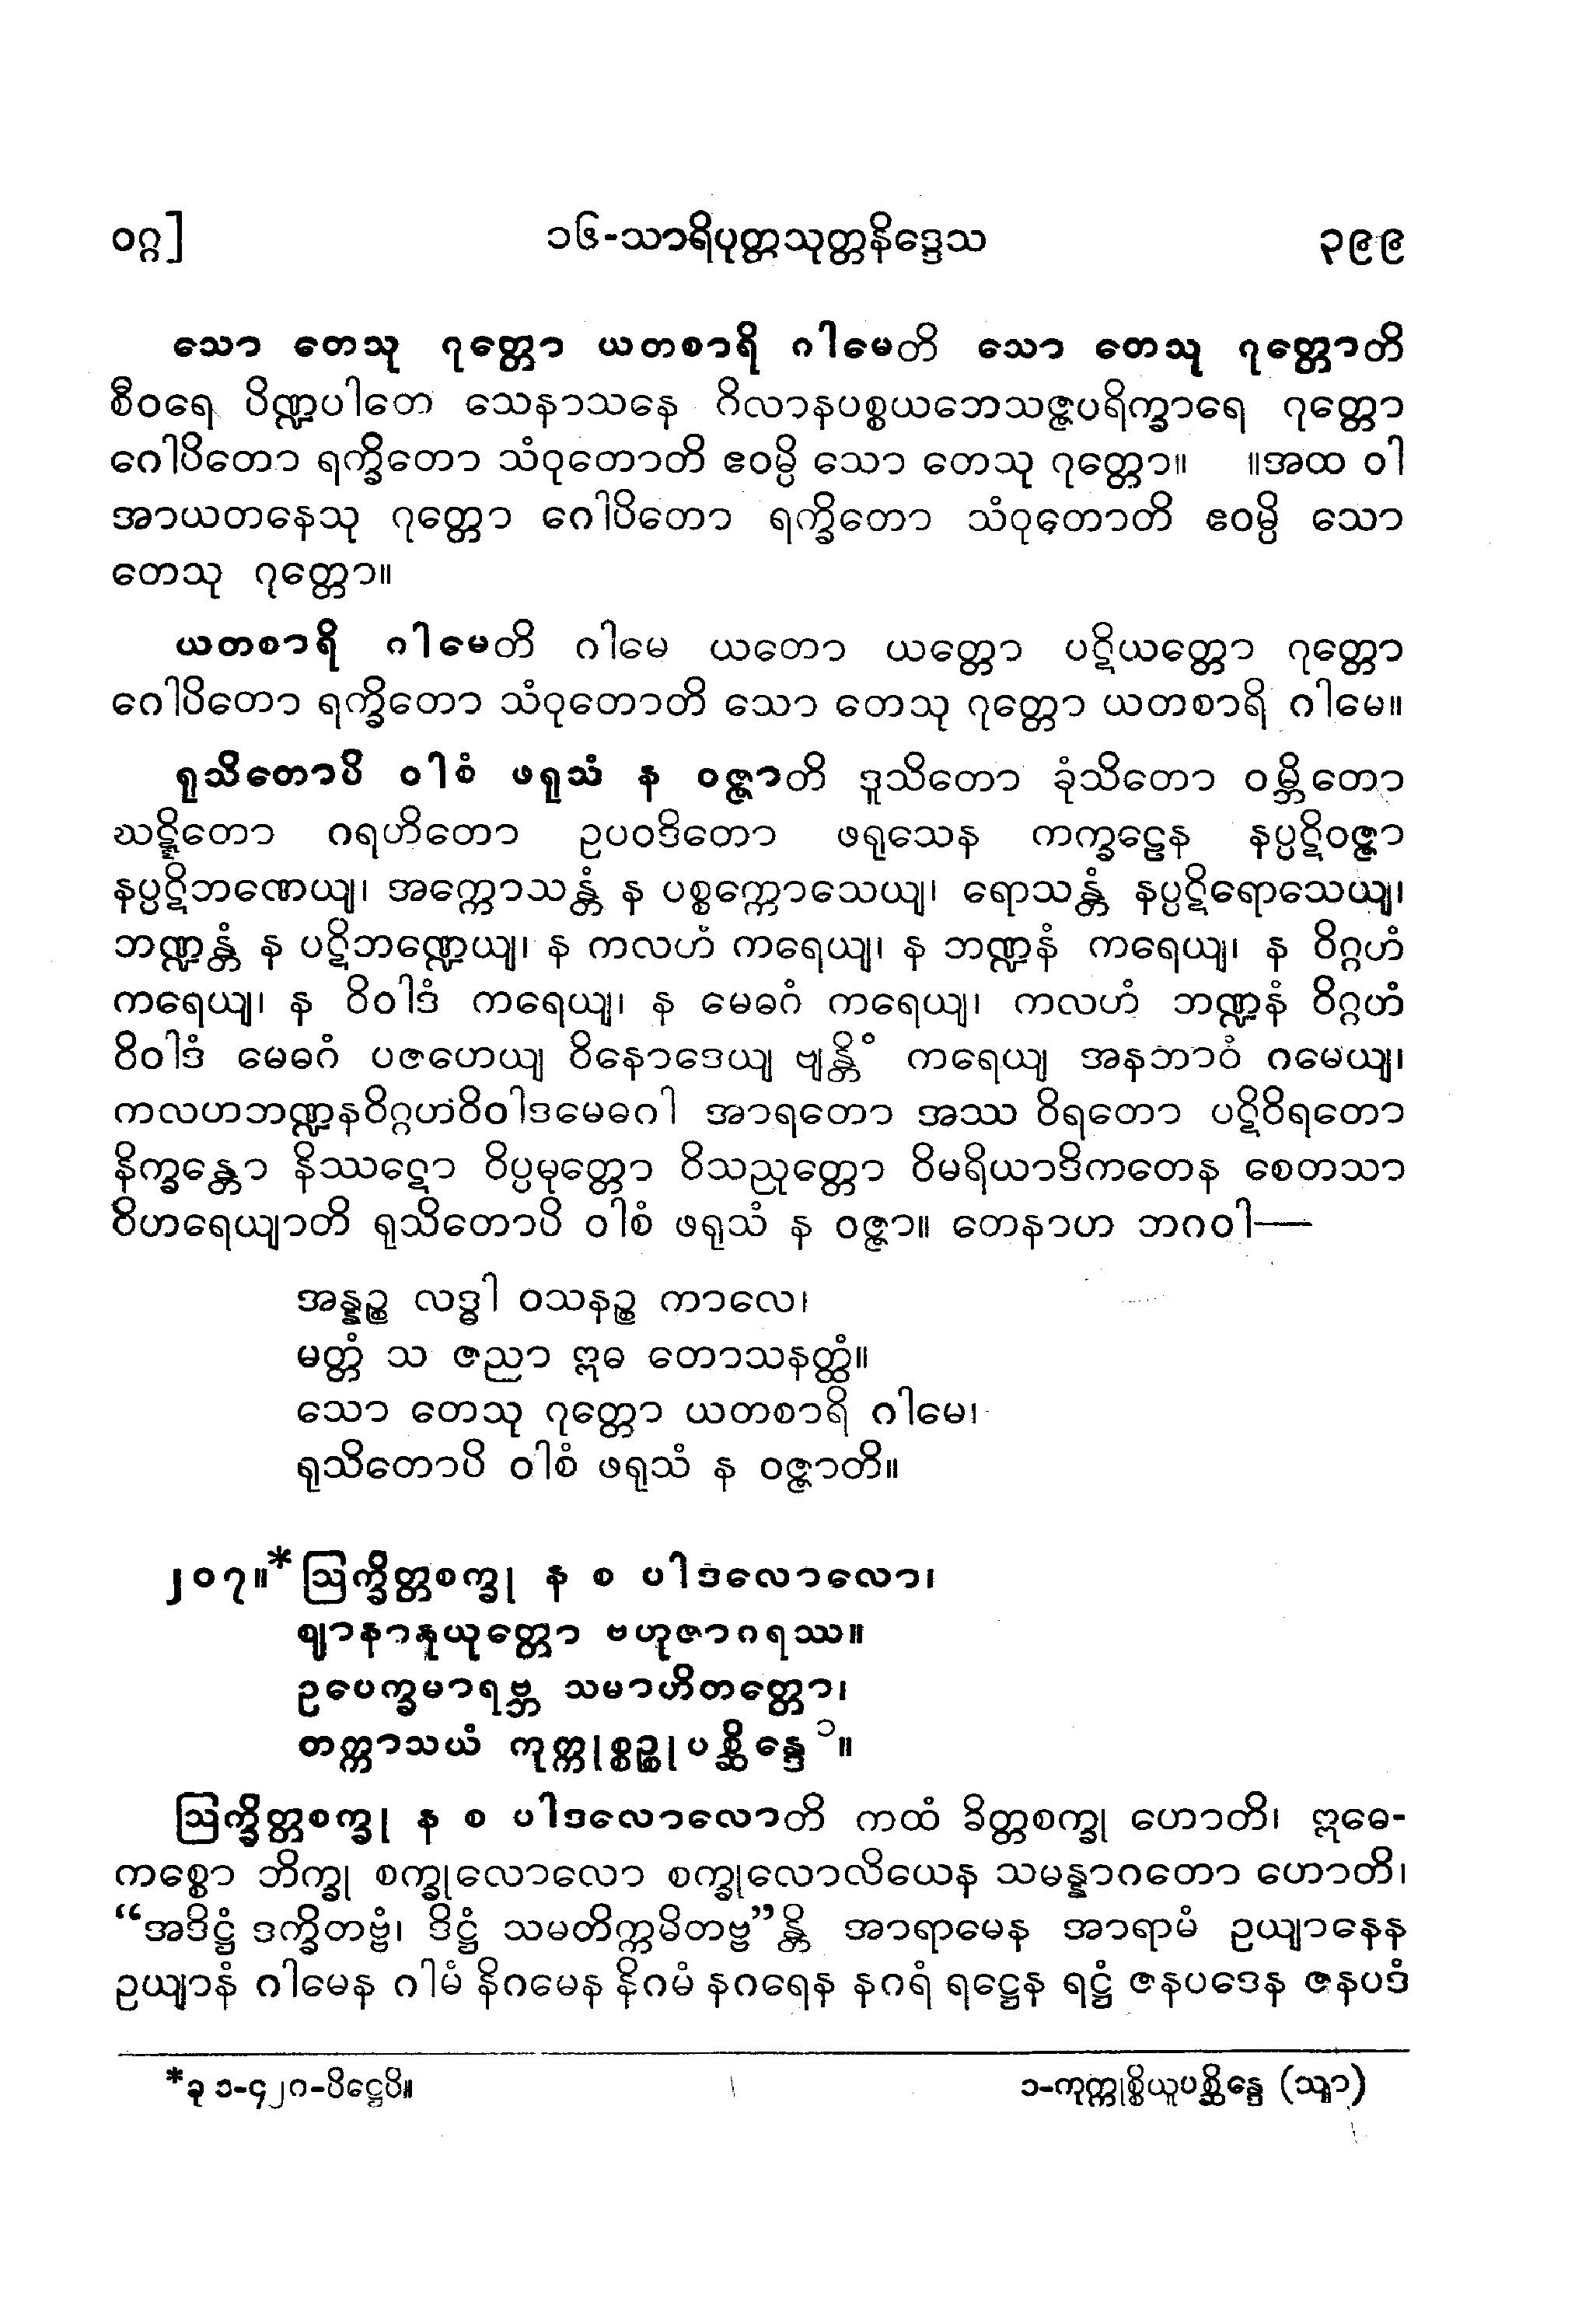 ဝဂ္ဂ] ၁၆-သာရိပုတ္တသုတ္တနိဒ္ဒေသ ၃၉၉
သော တေသု ဂုတ္တော ယတစာရိ ဂါမေတိ သော တေသု ဂုတ္တောတိ
စီဝရေ ပိဏ္ဍပါတေ သေနာသနေ ဂိလာနပစ္စယဘေသဇ္ဇပရိက္ခာရေ ဂုတ္တော
ဂေါပိတော ရက္ခိတော သံဝုတောတိ ဧဝမ္ပိ သော တေသု ဂုတ္တော။ ။အထ ဝါ
အာယတနေသု ဂုတ္တော ဂေါပိတော ရက္ခိတော သံဝုတောတိ ဧဝမ္ပိ သော
တေသု ဂုတ္တော။
ယတစာရိ ဂါမေတိ ဂါမေ ယတော ယတ္တော ပဋိယတ္တော ဂုတ္တော
ဂေါပိတော ရက္ခိတော သံဝုတောတိ သော တေသု ဂုတ္တော ယတစာရိ ဂါမေ။
ရုသိတောပိ ဝါစံ ဖရုသံ န ဝဇ္ဇာတိ ဒူသိတော ခုံသိတော ဝမ္ဘိတော
ဃဋ္ဋိတော ဂရဟိတော ဥပဝဒိတော ဖရုသေန ကက္ခဠေန နပ္ပဋိဝဇ္ဇာ
နပ္ပဋိဘဏေယျ၊ အက္ကောသန္တံ န ပစ္စက္ကောသေယျ၊ ရောသန္တံ နပ္ပဋိရောသေယျ၊
ဘဏ္ဍန္တံ န ပဋိဘဏ္ဍေယျ၊ န ကလဟံ ကရေယျ၊ န ဘဏ္ဍနံ ကရေယျ၊ န ဝိဂ္ဂဟံ
ကရေယျ၊ န ဝိဝါဒံ ကရေယျ၊ န မေဓဂံ ကရေယျ၊ ကလဟံ ဘဏ္ဍနံ ဝိဂ္ဂဟံ
ဝိဝါဒံ မေဓဂံ ပဇဟေယျ ဝိနောဒေယျ ဗျန္တိံ ကရေယျ အနဘာဝံ ဂမေယျ၊
ကလဟဘဏ္ဍနဝိဂ္ဂဟဝိဝါဒမေဓဂါ အာရတော အဿ ဝိရတော ပဋိဝိရတော
နိက္ခန္တော နိဿဋော ဝိပ္ပမုတ္တော ဝိသညုတ္တော ဝိမရိယာဒိကတေန စေတသာ
ဝိဟရေယျာတိ ရုသိတောပိ ဝါစံ ဖရုသံ န ဝဇ္ဇာ။ တေနာဟ ဘဂဝါ—
အန္နဉ္စ လဒ္ဓါ ဝသနဉ္စ ကာလေ၊
မတ္တံ သ ဇညာ ဣဓ တောသနတ္ထံ။
သော တေသု ဂုတ္တော ယတစာရိ ဂါမေ၊
ရုသိတောပိ ဝါစံ ဖရုသံ န ဝဇ္ဇာတိ။
၂၀၇။* ဩက္ခိတ္တစက္ခု န စ ပါဒလောလော၊
ဈာနာနုယုတ္တော ဗဟုဇာဂရဿ။
ဥပေက္ခမာရဗ္ဘ သမာဟိတတ္တော၊
တက္ကာသယံ ကုက္ကုစ္စဉ္စုပစ္ဆိန္ဒေ ၁။
ဩက္ခိတ္တစက္ခု န စ ပါဒလောလောတိ ကထံ ခိတ္တစက္ခု ဟောတိ၊ ဣဓေ-
ကစ္စော ဘိက္ခု စက္ခုလောလော စက္ခုလောလိယေန သမန္နာဂတော ဟောတိ၊
“အဒိဋ္ဌံ ဒက္ခိတဗ္ဗံ၊ ဒိဋ္ဌံ သမတိက္ကမိတဗ္ဗ”န္တိ အာရာမေန အာရာမံ ဥယျာနေန
ဥယျာနံ ဂါမေန ဂါမံ နိဂမေန နိဂမံ နဂရေန နဂရံ ရဋ္ဌေန ရဋ္ဌံ ဇနပဒေန ဇနပဒံ
*ခု ၁-၄၂၈-ပိဋ္ဌေပိ။ ၁-ကုက္ကုစ္စိယူပစ္ဆိန္ဒေ (သျာ)